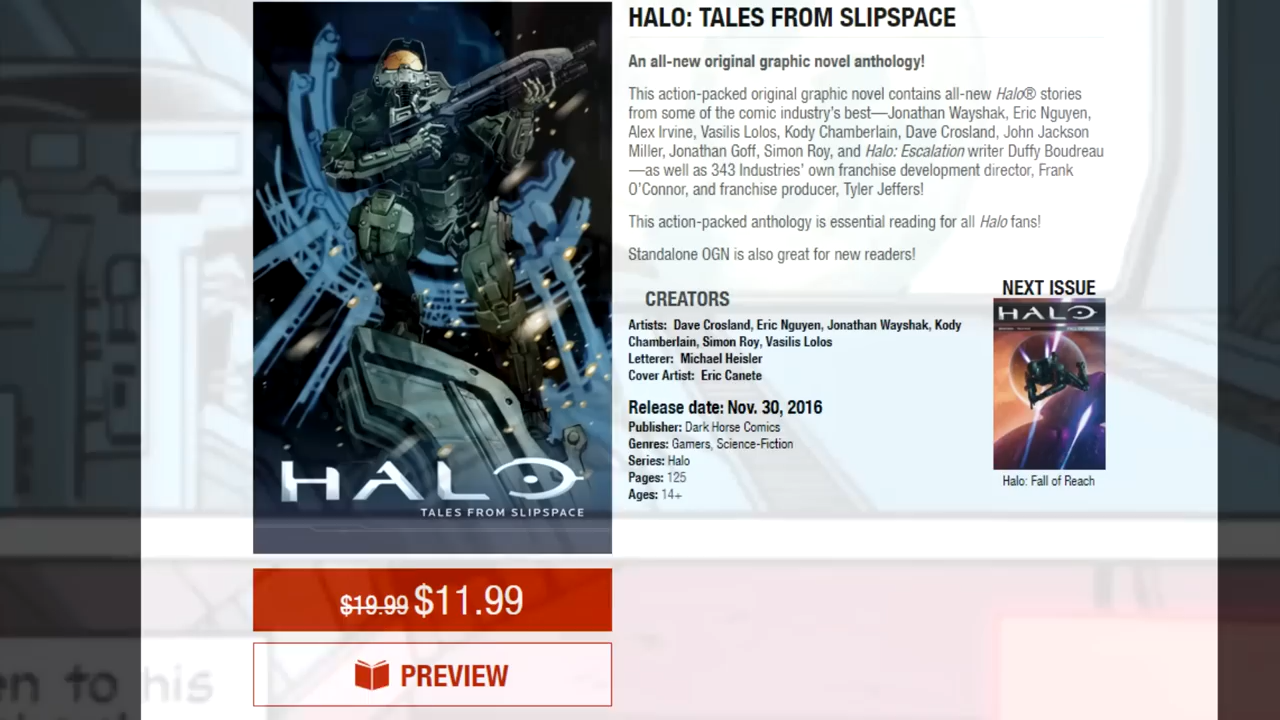 HALO: TALES FROM SLIPSPACE
An all-new original graphic novel anthology!
This action-packed original graphic novel contains all-new Halo® stories
from some of the comic industry's best—Jonathan Wayshak, Eric Nguyen,
Alex Irvine, Vasilis Lolos, Kody Chamberlain, Dave Crosland, John Jackson
Miller, Jonathan Goff, Simon Roy, and Halo: Escalation writer Duffy Boudreau
—as well as 343 Industries' own franchise development director, Frank
O'Connor, and franchise producer, Tyler Jeffers!
This action-packed anthology is essential reading for all Halo fans!
Standalone OGN is also great for new readers!
CREATORS
Artists: Dave Crosland, Eric Nguyen, Jonathan Wayshak, Kody
Chamberlain, Simon Roy, Vasilis Lolos
Letterer: Michael Heisler
Cover Artist: Eric Canete
Release date: Nov. 30, 2016
Publisher: Dark Horse Comics
Genres: Gamers, Science-Fiction
Series: Halo
Pages: 125
Ages: 14+
NEXT ISSUE
HALO
Halo: Fall of Reach
HALO
TALES FROM SLIPSPACE
$19.99 $11.99
PREVIEW
en to his